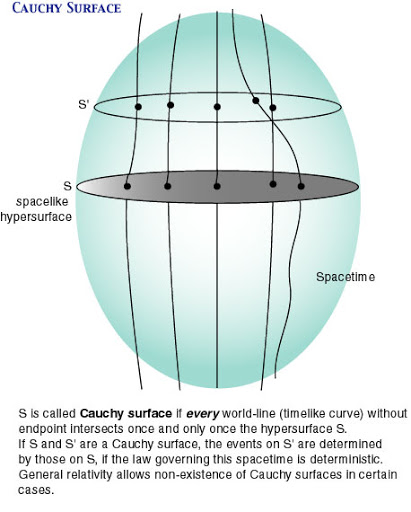 CAUCHY SURFACE
S'
S
spacelike
hypersurface
Spacetime
S is called Cauchy surface if every world-line (timelike curve) without
endpoint intersects once and only once the hypersurface S.
If S and S' are a Cauchy surface, the events on S' are determined
by those on S, if the law governing this spacetime is deterministic.
General relativity allows non-existence of Cauchy surfaces in certain
cases.